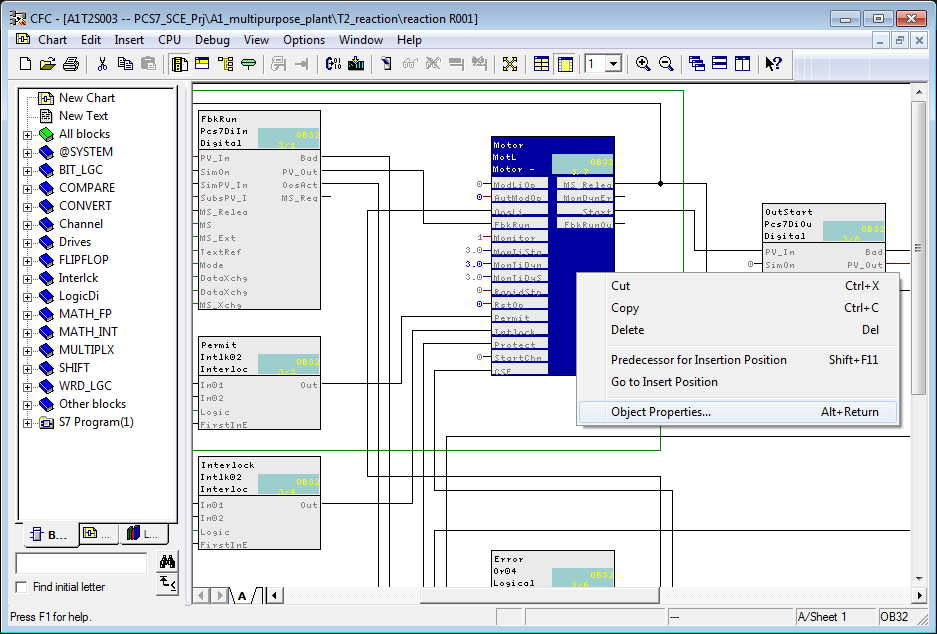 CFC - [A1T2S003 -- PCS7_SCE_Prj\A1_multipurpose_plant\T2_reaction\reaction R001]
Chart Edit Insert CPU Debug View Options Window Help
1
New Chart
New Text
All blocks
@SYSTEM
BIT_LGC
COMPARE
CONVERT
Channel
Drives
FLIPFLOP
Interlck
LogicDi
MATH_FP
MATH_INT
MULTIPLX
SHIFT
WRD_LGC
Other blocks
S7 Program(1)
B...
...
L...
Find initial letter
FbkRun
Pcs7DiIn
Digital
OB32
3/1
PV_In Bad
SimOn PV_Out
SimPV_In OosAct
SubsPV_I MS_Req
MS_Relea
MS
MS_Ext
TextRef
Mode
DataXchg
DataXchg
MS_Xchg
Permit
Intlk02
Interloc
OB32
In01 Out
In02
Logic
FirstInE
Interlock
Intlk02
Interloc
OB32
In01 Out
In02
Logic
FirstInE
Motor
MotL
Motor -
OB32
3/7
0 ModLiOp MS_Relea
0 AutModOp MonDynEr
OosLi Start
FbkRun FbkRunOu
1 Monitor
3.0 MonTiSta
3.0 MonTiDyn
3.0 MonTiDyS
0 RapidStp
0 RstOp
Permit
Intlock
Protect
0 StartChn
CSF
OutStart
Pcs7DiOu
Digital
OB32
PV_In Bad
0 SimOn PV_Out
Cut Ctrl+X
Copy Ctrl+C
Delete Del
Predecessor for Insertion Position Shift+F11
Go to Insert Position
Object Properties... Alt+Return
Error
Or04
Logical
OB32
A
Press F1 for help.
---
A/Sheet 1
OB32